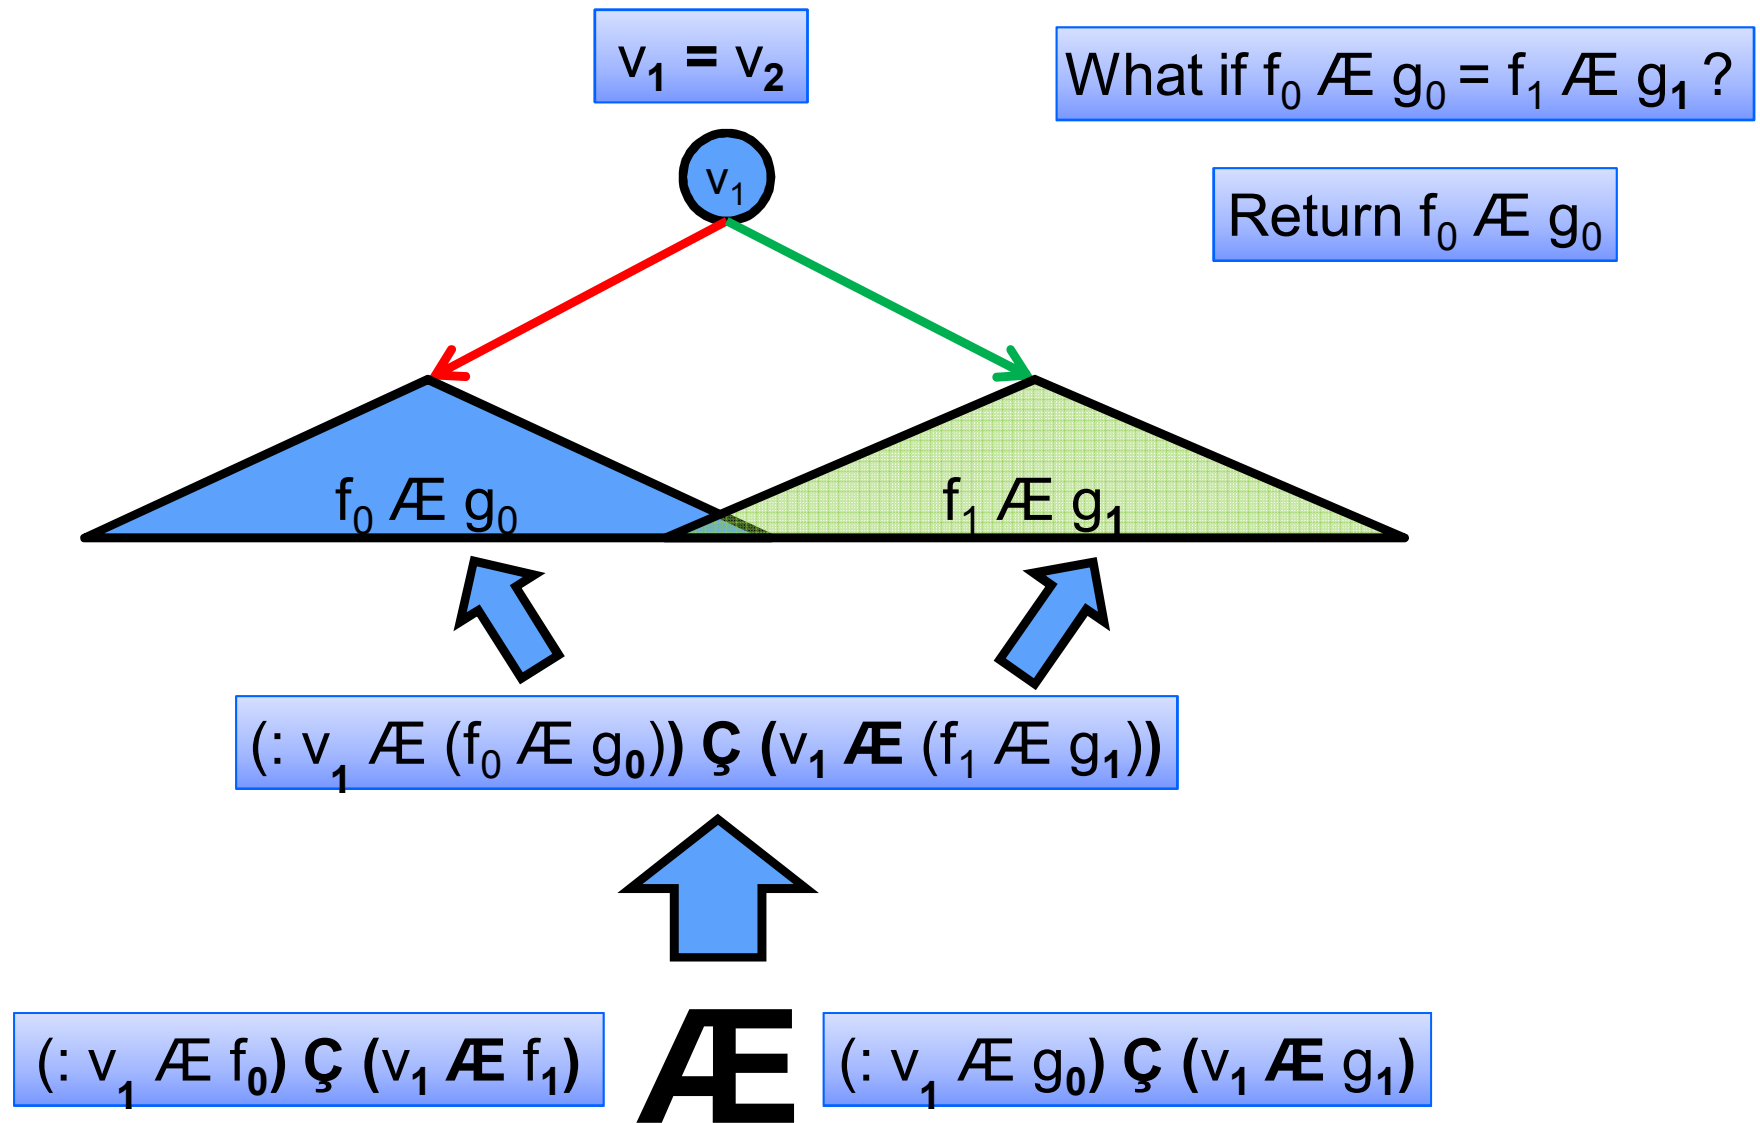 v₁ = v₂
What if f₀ Æ g₀ = f₁ Æ g₁ ?
v₁
Return f₀ Æ g₀
f₀ Æ g₀
f₁ Æ g₁
(: v₁ Æ (f₀ Æ g₀)) Ç (v₁ Æ (f₁ Æ g₁))
(: v₁ Æ f₀) Ç (v₁ Æ f₁)
Æ
(: v₁ Æ g₀) Ç (v₁ Æ g₁)